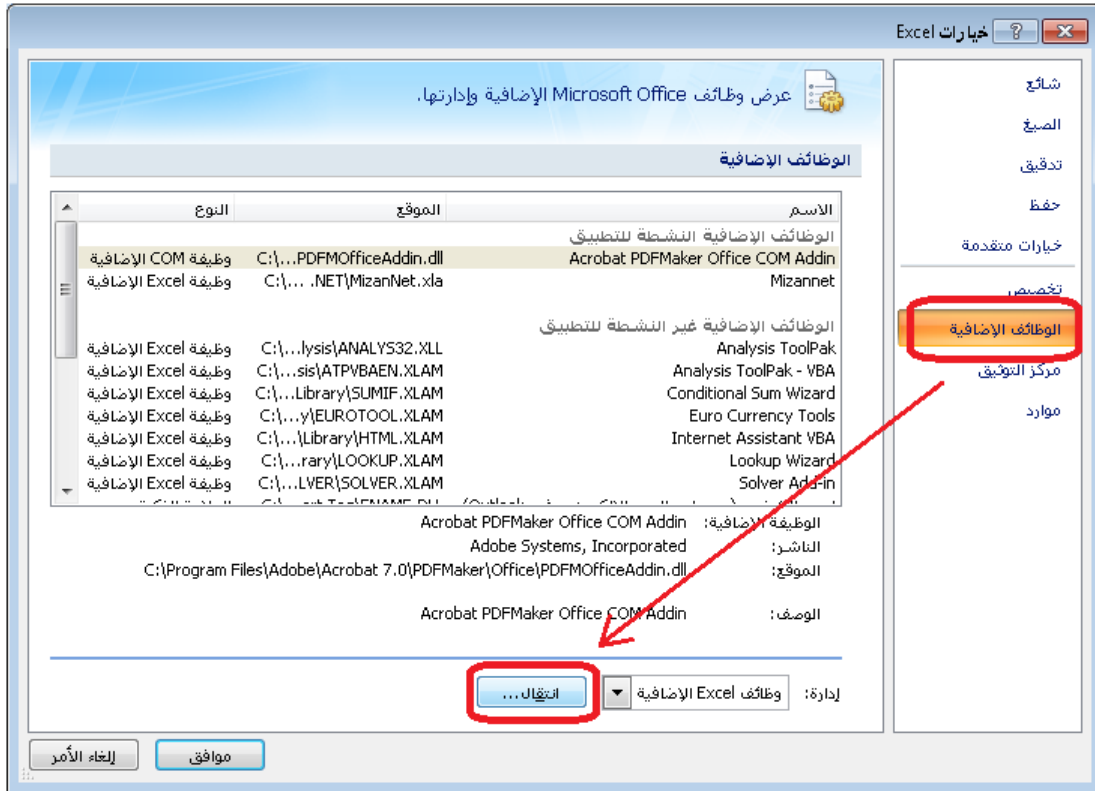 خيارات Excel
شائع
الصيغ
تدقيق
حفظ
خيارات متقدمة
تخصيص
الوظائف الإضافية
مركز التوثيق
موارد
عرض وظائف Microsoft Office الإضافية وإدارتها.
الوظائف الإضافية
الاسم الموقع النوع
الوظائف الإضافية النشطة للتطبيق
Acrobat PDFMaker Office COM Addin C:\...PDFMOfficeAddin.dll وظيفة COM الإضافية
Mizannet C:\... .NET\MizanNet.xla وظيفة Excel الإضافية
الوظائف الإضافية غير النشطة للتطبيق
Analysis ToolPak C:\...lysis\ANALYS32.XLL وظيفة Excel الإضافية
Analysis ToolPak - VBA C:\...sis\ATPVBAEN.XLAM وظيفة Excel الإضافية
Conditional Sum Wizard C:\...Library\SUMIF.XLAM وظيفة Excel الإضافية
Euro Currency Tools C:\...y\EUROTOOL.XLAM وظيفة Excel الإضافية
Internet Assistant VBA C:\...\Library\HTML.XLAM وظيفة Excel الإضافية
Lookup Wizard C:\...rary\LOOKUP.XLAM وظيفة Excel الإضافية
Solver Add-in C:\...LVER\SOLVER.XLAM وظيفة Excel الإضافية
الوظيفة الإضافية: Acrobat PDFMaker Office COM Addin
الناشر: Adobe Systems, Incorporated
الموقع: C:\Program Files\Adobe\Acrobat 7.0\PDFMaker\Office\PDFMOfficeAddin.dll
الوصف: Acrobat PDFMaker Office COM Addin
إدارة: وظائف Excel الإضافية انتقال...
موافق إلغاء الأمر